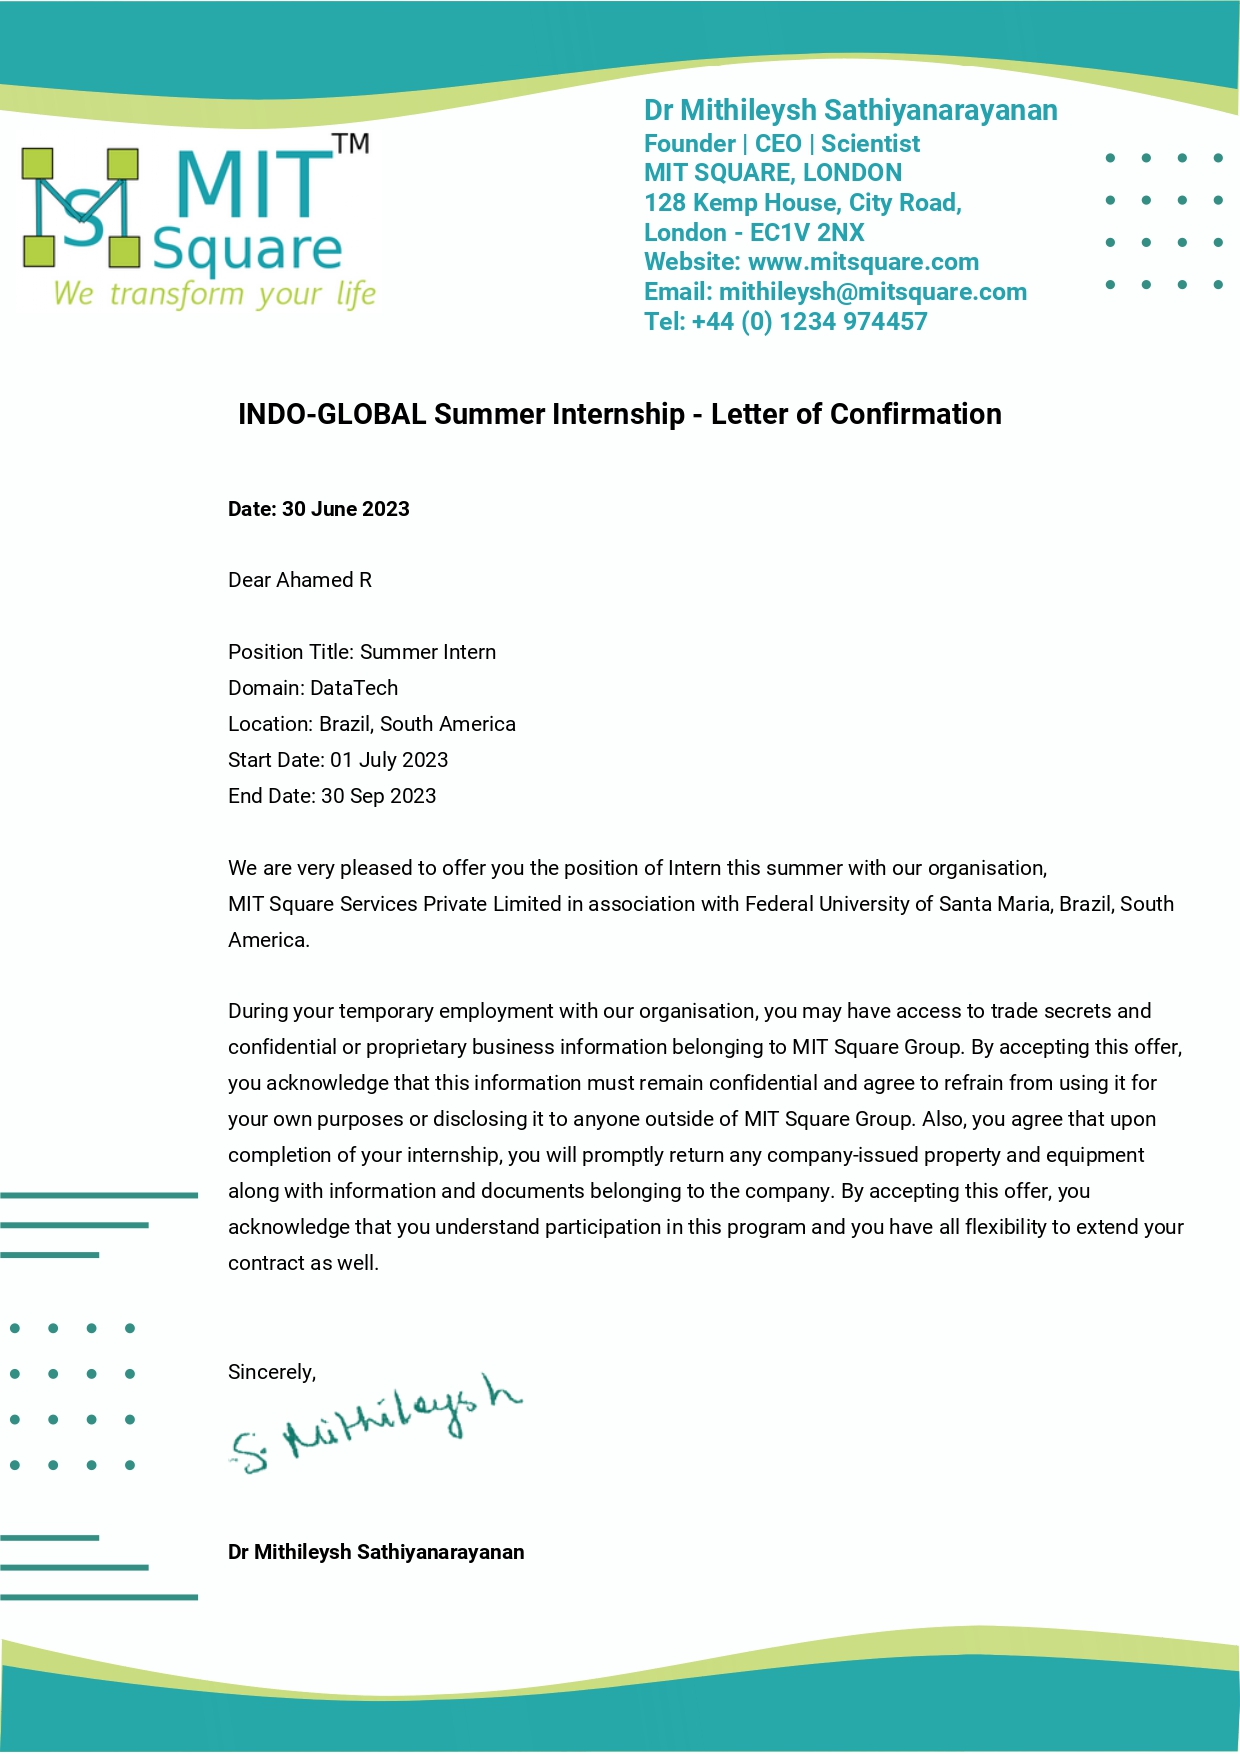 TM
MIT
S
Square
We transform your life
Dr Mithileysh Sathiyanarayanan
Founder | CEO | Scientist
MIT SQUARE, LONDON
128 Kemp House, City Road,
London - EC1V 2NX
Website: www.mitsquare.com
Email: mithileysh@mitsquare.com
Tel: +44 (0) 1234 974457
INDO-GLOBAL Summer Internship - Letter of Confirmation
Date: 30 June 2023
Dear Ahamed R
Position Title: Summer Intern
Domain: DataTech
Location: Brazil, South America
Start Date: 01 July 2023
End Date: 30 Sep 2023
We are very pleased to offer you the position of Intern this summer with our organisation,
MIT Square Services Private Limited in association with Federal University of Santa Maria, Brazil, South
America.
During your temporary employment with our organisation, you may have access to trade secrets and
confidential or proprietary business information belonging to MIT Square Group. By accepting this offer,
you acknowledge that this information must remain confidential and agree to refrain from using it for
your own purposes or disclosing it to anyone outside of MIT Square Group. Also, you agree that upon
completion of your internship, you will promptly return any company-issued property and equipment
along with information and documents belonging to the company. By accepting this offer, you
acknowledge that you understand participation in this program and you have all flexibility to extend your
contract as well.
Sincerely,
S. Mithileysh
Dr Mithileysh Sathiyanarayanan